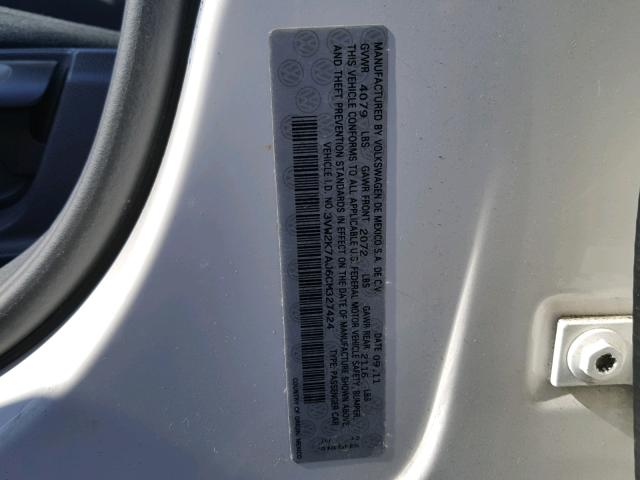 MANUFACTURED BY VOLKSWAGEN DE MEXICO S.A. DE C.V. DATE 09.11
GVWR 4079 LBS GAWR FRONT 2072 LBS GAWR REAR 2116 LBS
THIS VEHICLE CONFORMS TO ALL APPLICABLE U.S. FEDERAL MOTOR VEHICLE SAFETY, BUMPER,
AND THEFT PREVENTION STANDARDS IN EFFECT ON THE DATE OF MANUFACTURE SHOWN ABOVE.
VEHICLE I.D. NO. 3VW2K7AJ6CM327424 TYPE: PASSENGER CAR
COUNTRY OF ORIGIN: MEXICO